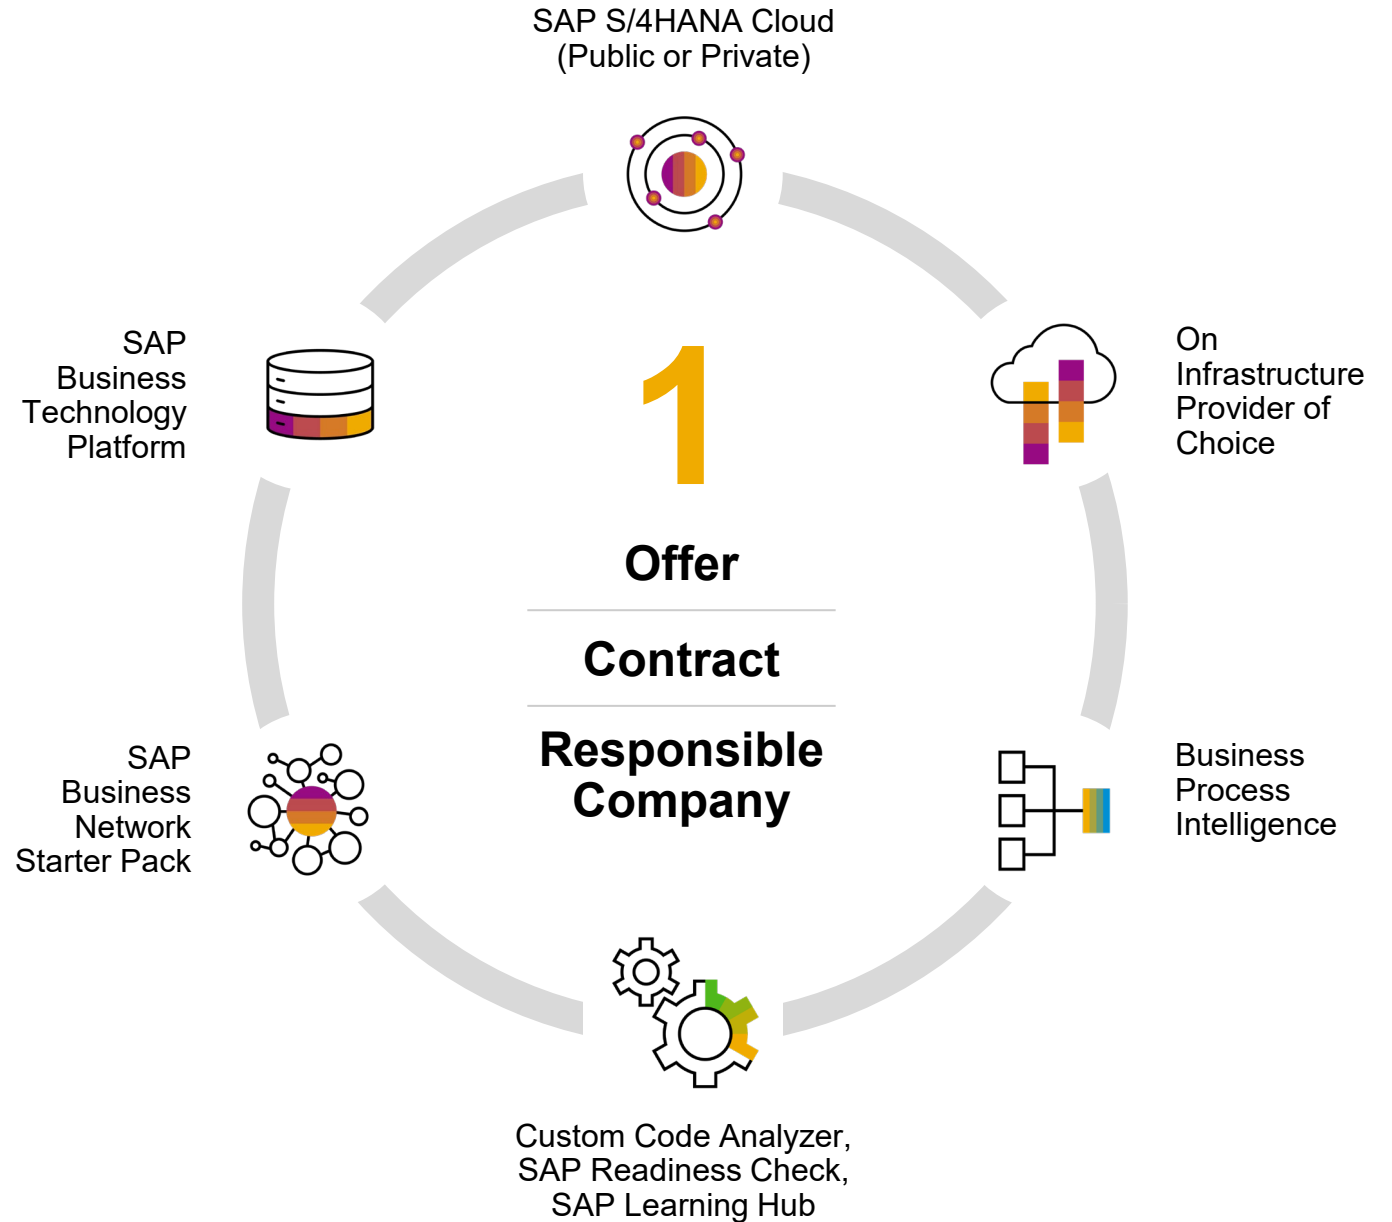 SAP S/4HANA Cloud
(Public or Private)
SAP
Business
Technology
Platform
1
On
Infrastructure
Provider of
Choice
Offer
Contract
Responsible
Company
SAP
Business
Network
Starter Pack
Business
Process
Intelligence
Custom Code Analyzer,
SAP Readiness Check,
SAP Learning Hub